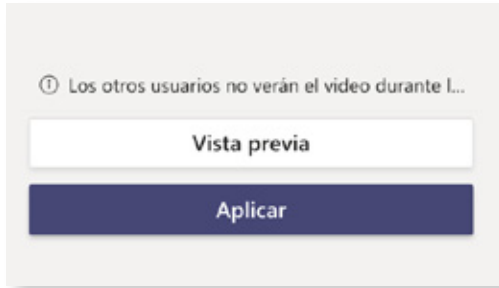 Los otros usuarios no verán el video durante l...
Vista previa
Aplicar